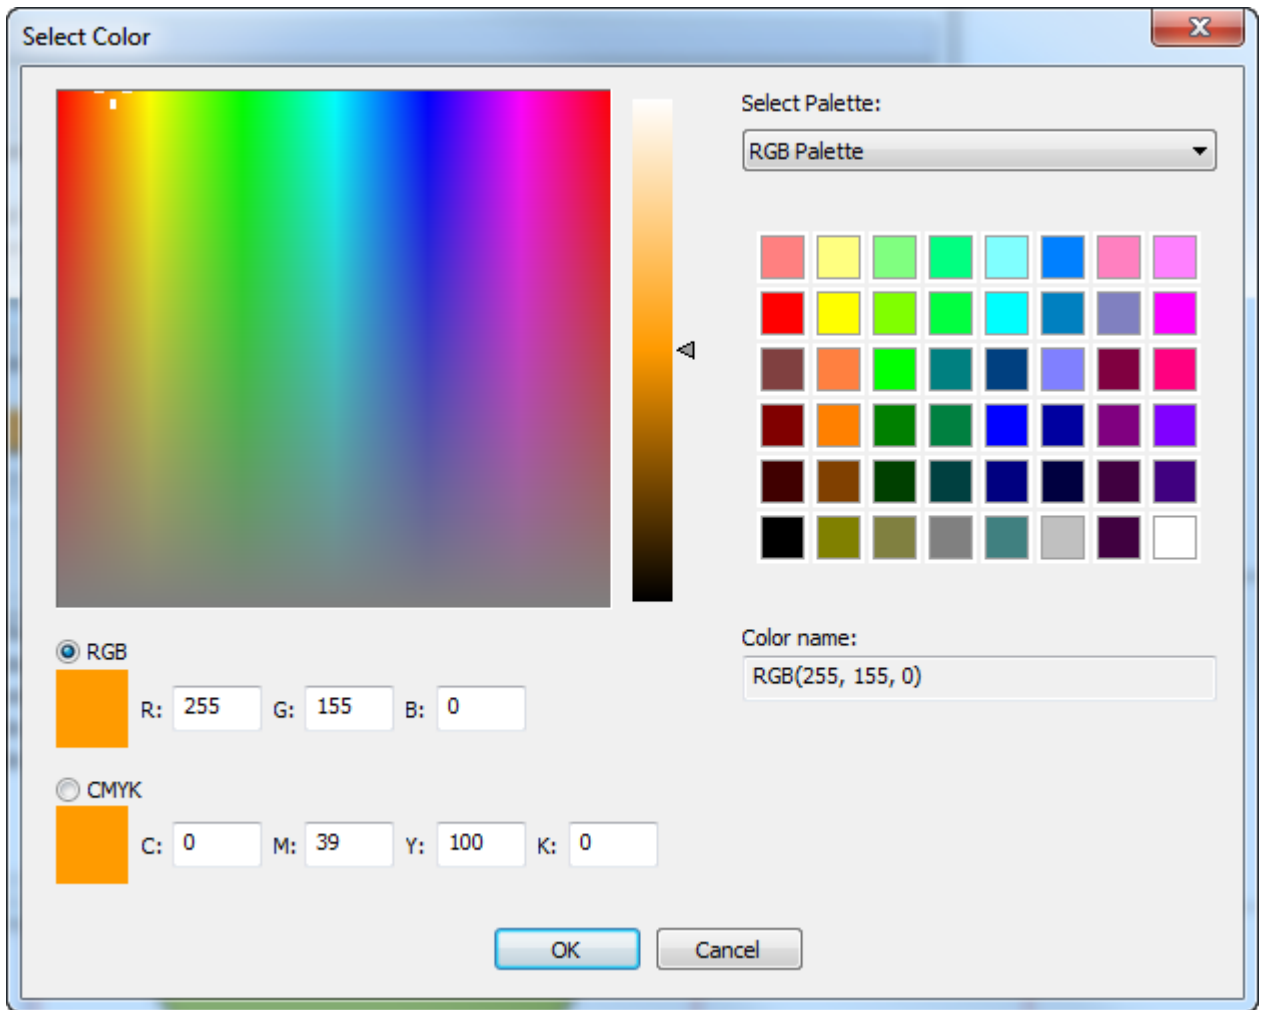 Select Color
Select Palette:
RGB Palette
Color name:
RGB(255, 155, 0)
RGB
R: 255 G: 155 B: 0
CMYK
C: 0 M: 39 Y: 100 K: 0
OK Cancel